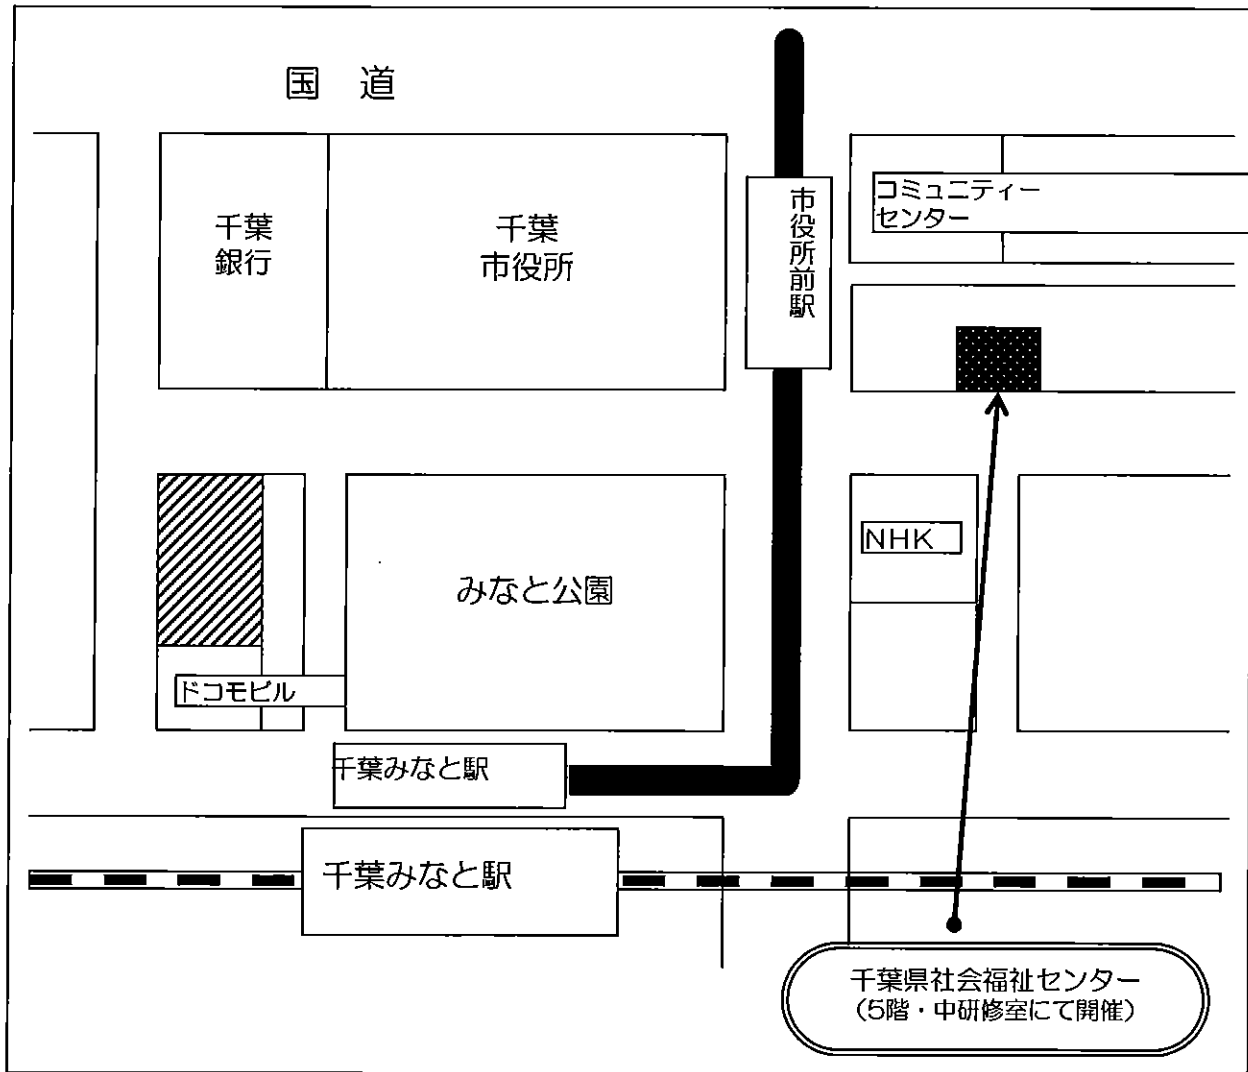 国 道
千葉
銀行
千葉
市役所
市役所前駅
コミュニティー
センター
NHK
みなと公園
ドコモビル
千葉みなと駅
千葉みなと駅
千葉県社会福祉センター
（5階・中研修室にて開催）